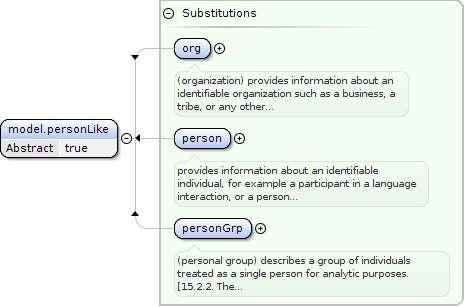 Substitutions
org
(organization) provides information about an
identifiable organization such as a business, a
tribe, or any other...
model.personLike
Abstract true
person
provides information about an identifiable
individual, for example a participant in a language
interaction, or a person...
personGrp
(personal group) describes a group of individuals
treated as a single person for analytic purposes.
[15.2.2. The...